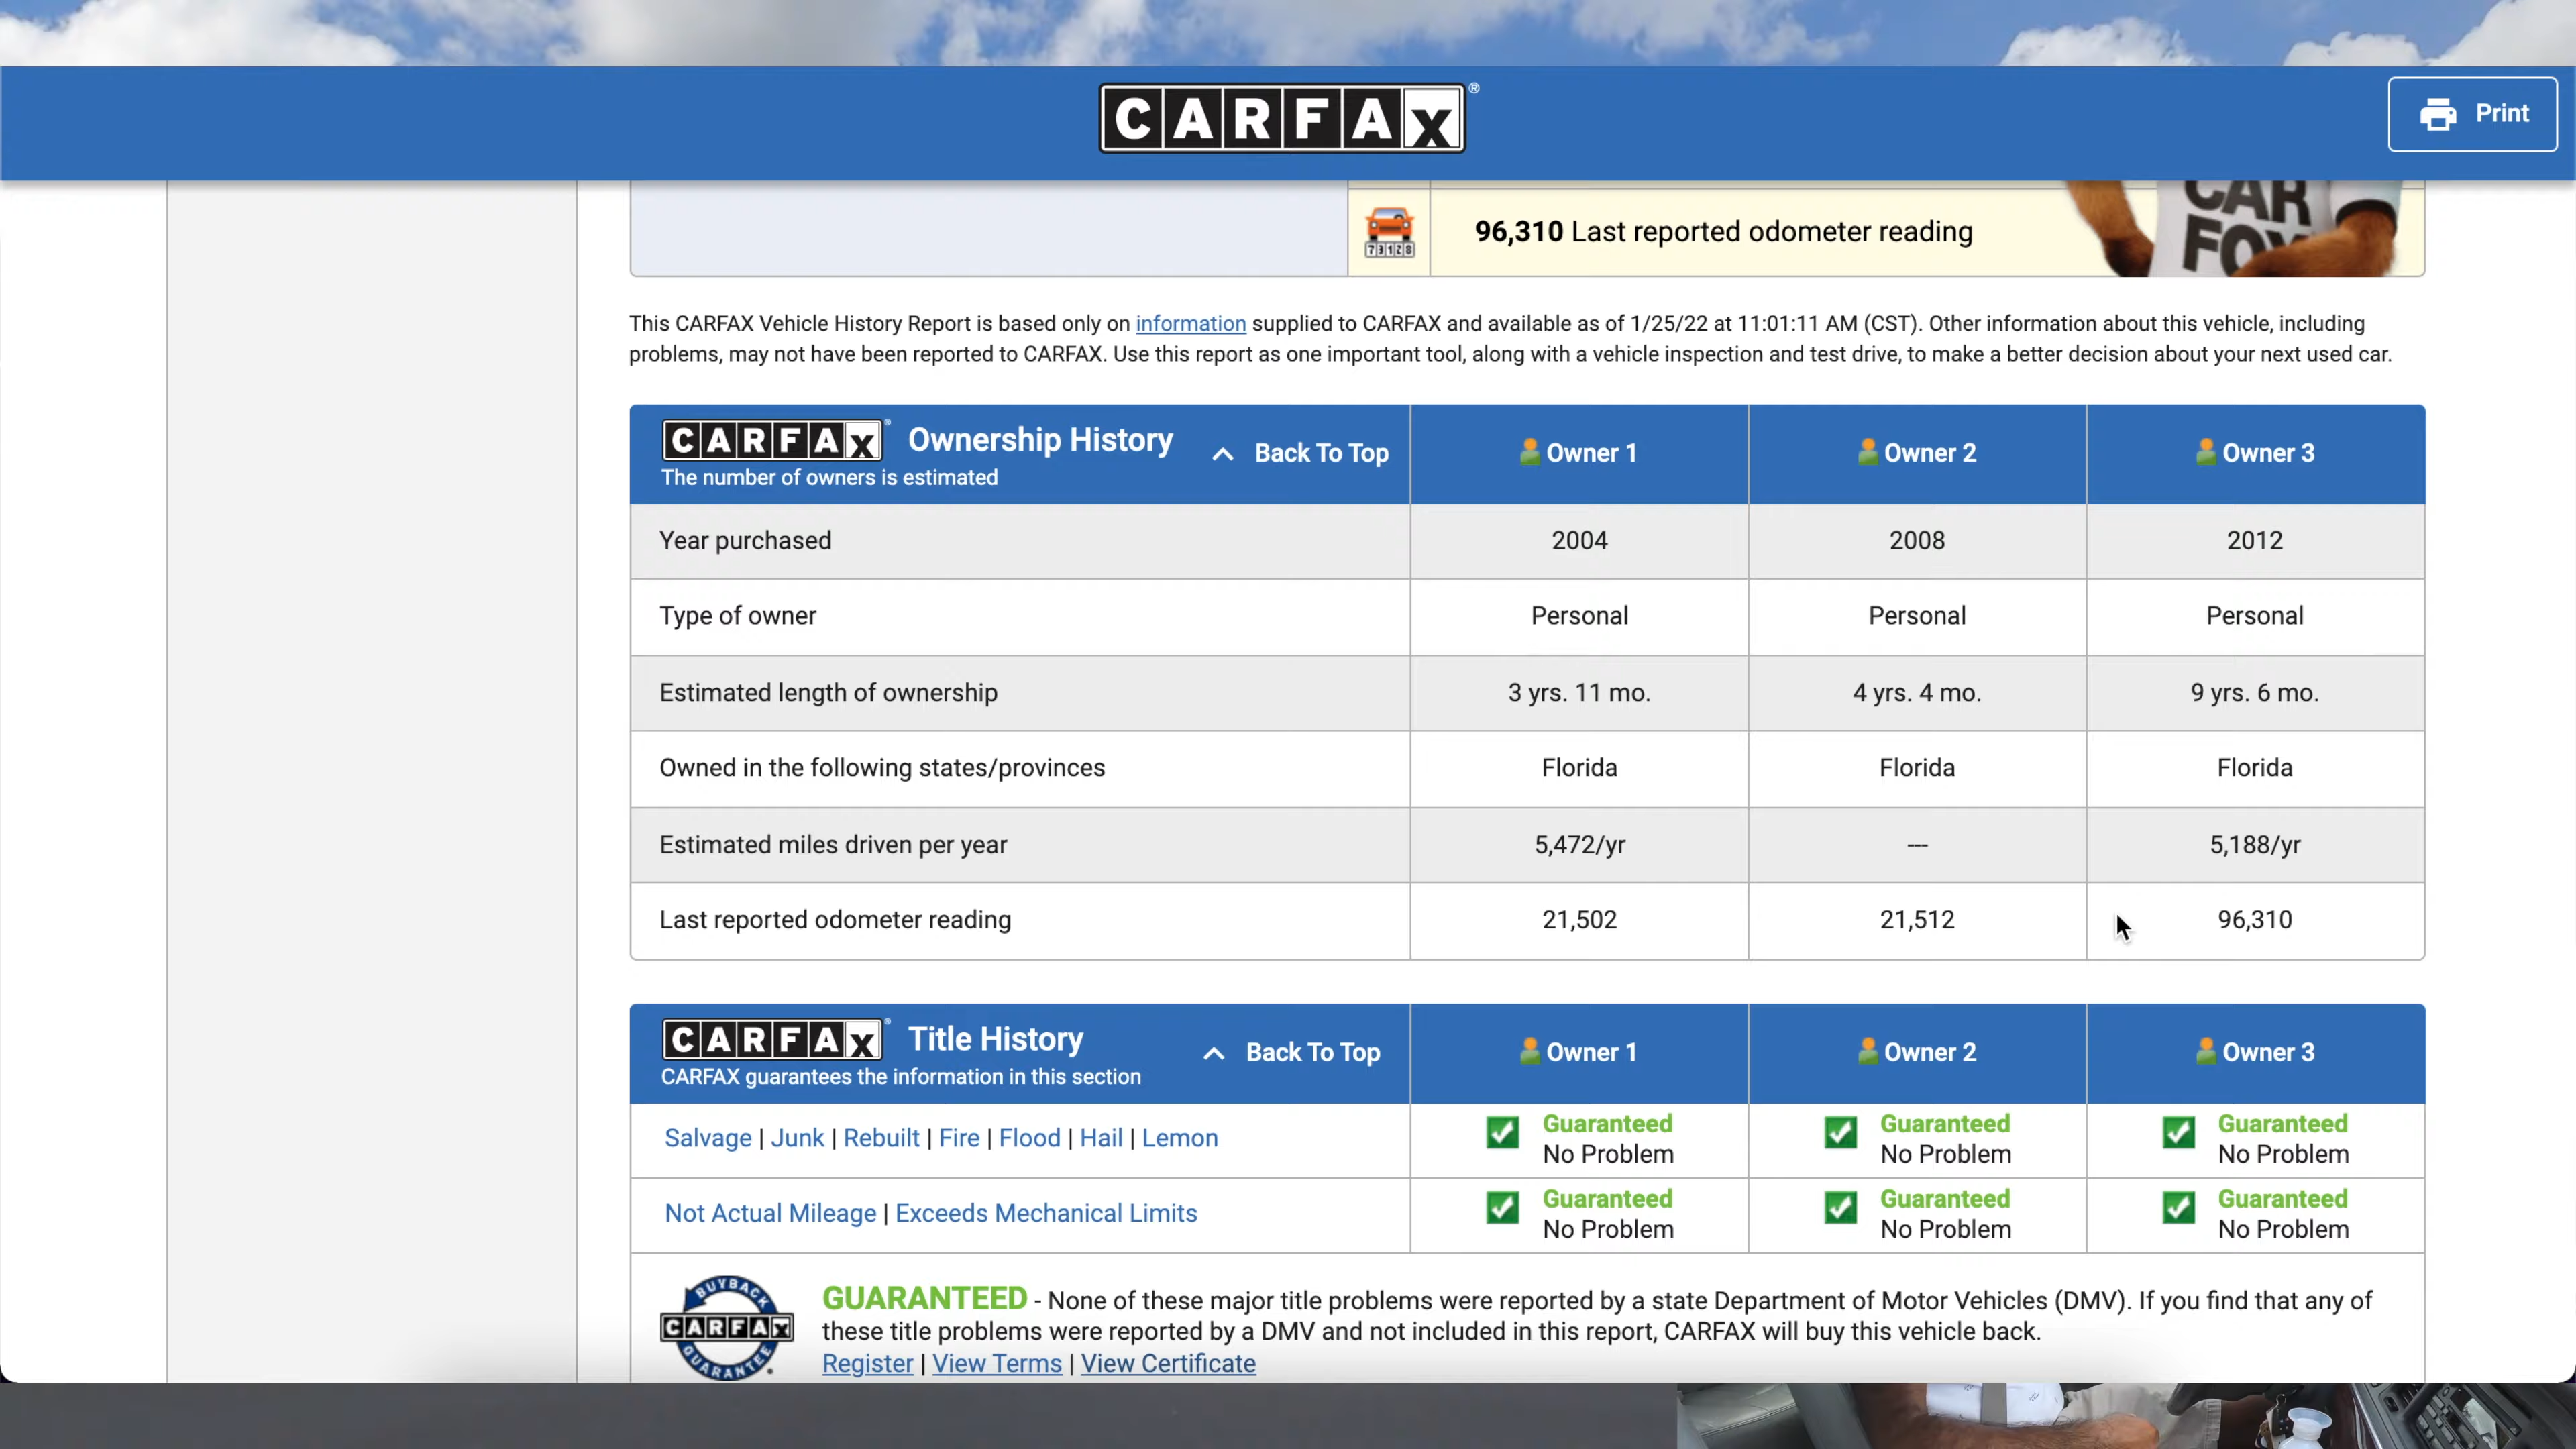 CARFAX®
Print
73128
96,310 Last reported odometer reading
CAR
FOX
This CARFAX Vehicle History Report is based only on information supplied to CARFAX and available as of 1/25/22 at 11:01:11 AM (CST). Other information about this vehicle, including
problems, may not have been reported to CARFAX. Use this report as one important tool, along with a vehicle inspection and test drive, to make a better decision about your next used car.
CARFAX® Ownership History Back To Top Owner 1 Owner 2 Owner 3
The number of owners is estimated
Year purchased 2004 2008 2012
Type of owner Personal Personal Personal
Estimated length of ownership 3 yrs. 11 mo. 4 yrs. 4 mo. 9 yrs. 6 mo.
Owned in the following states/provinces Florida Florida Florida
Estimated miles driven per year 5,472/yr --- 5,188/yr
Last reported odometer reading 21,502 21,512 96,310
CARFAX® Title History Back To Top Owner 1 Owner 2 Owner 3
CARFAX guarantees the information in this section
Salvage | Junk | Rebuilt | Fire | Flood | Hail | Lemon Guaranteed No Problem Guaranteed No Problem Guaranteed No Problem
Not Actual Mileage | Exceeds Mechanical Limits Guaranteed No Problem Guaranteed No Problem Guaranteed No Problem
BUYBACK
CARFAX
GUARANTEE
GUARANTEED - None of these major title problems were reported by a state Department of Motor Vehicles (DMV). If you find that any of
these title problems were reported by a DMV and not included in this report, CARFAX will buy this vehicle back.
Register | View Terms | View Certificate